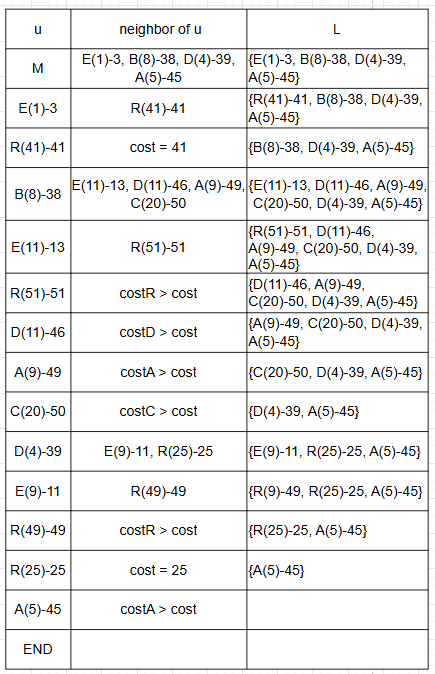 u neighbor of u L
M E(1)-3, B(8)-38, D(4)-39, {E(1)-3, B(8)-38, D(4)-39,
A(5)-45 A(5)-45}
E(1)-3 R(41)-41 {R(41)-41, B(8)-38, D(4)-39,
A(5)-45}
R(41)-41 cost = 41 {B(8)-38, D(4)-39, A(5)-45}
B(8)-38 E(11)-13, D(11)-46, A(9)-49, {E(11)-13, D(11)-46, A(9)-49,
C(20)-50 C(20)-50, D(4)-39, A(5)-45}
E(11)-13 R(51)-51 {R(51)-51, D(11)-46,
A(9)-49, C(20)-50, D(4)-39,
A(5)-45}
R(51)-51 costR > cost {D(11)-46, A(9)-49,
C(20)-50, D(4)-39, A(5)-45}
D(11)-46 costD > cost {A(9)-49, C(20)-50, D(4)-39,
A(5)-45}
A(9)-49 costA > cost {C(20)-50, D(4)-39, A(5)-45}
C(20)-50 costC > cost {D(4)-39, A(5)-45}
D(4)-39 E(9)-11, R(25)-25 {E(9)-11, R(25)-25, A(5)-45}
E(9)-11 R(49)-49 {R(9)-49, R(25)-25, A(5)-45}
R(49)-49 costR > cost {R(25)-25, A(5)-45}
R(25)-25 cost = 25 {A(5)-45}
A(5)-45 costA > cost
END